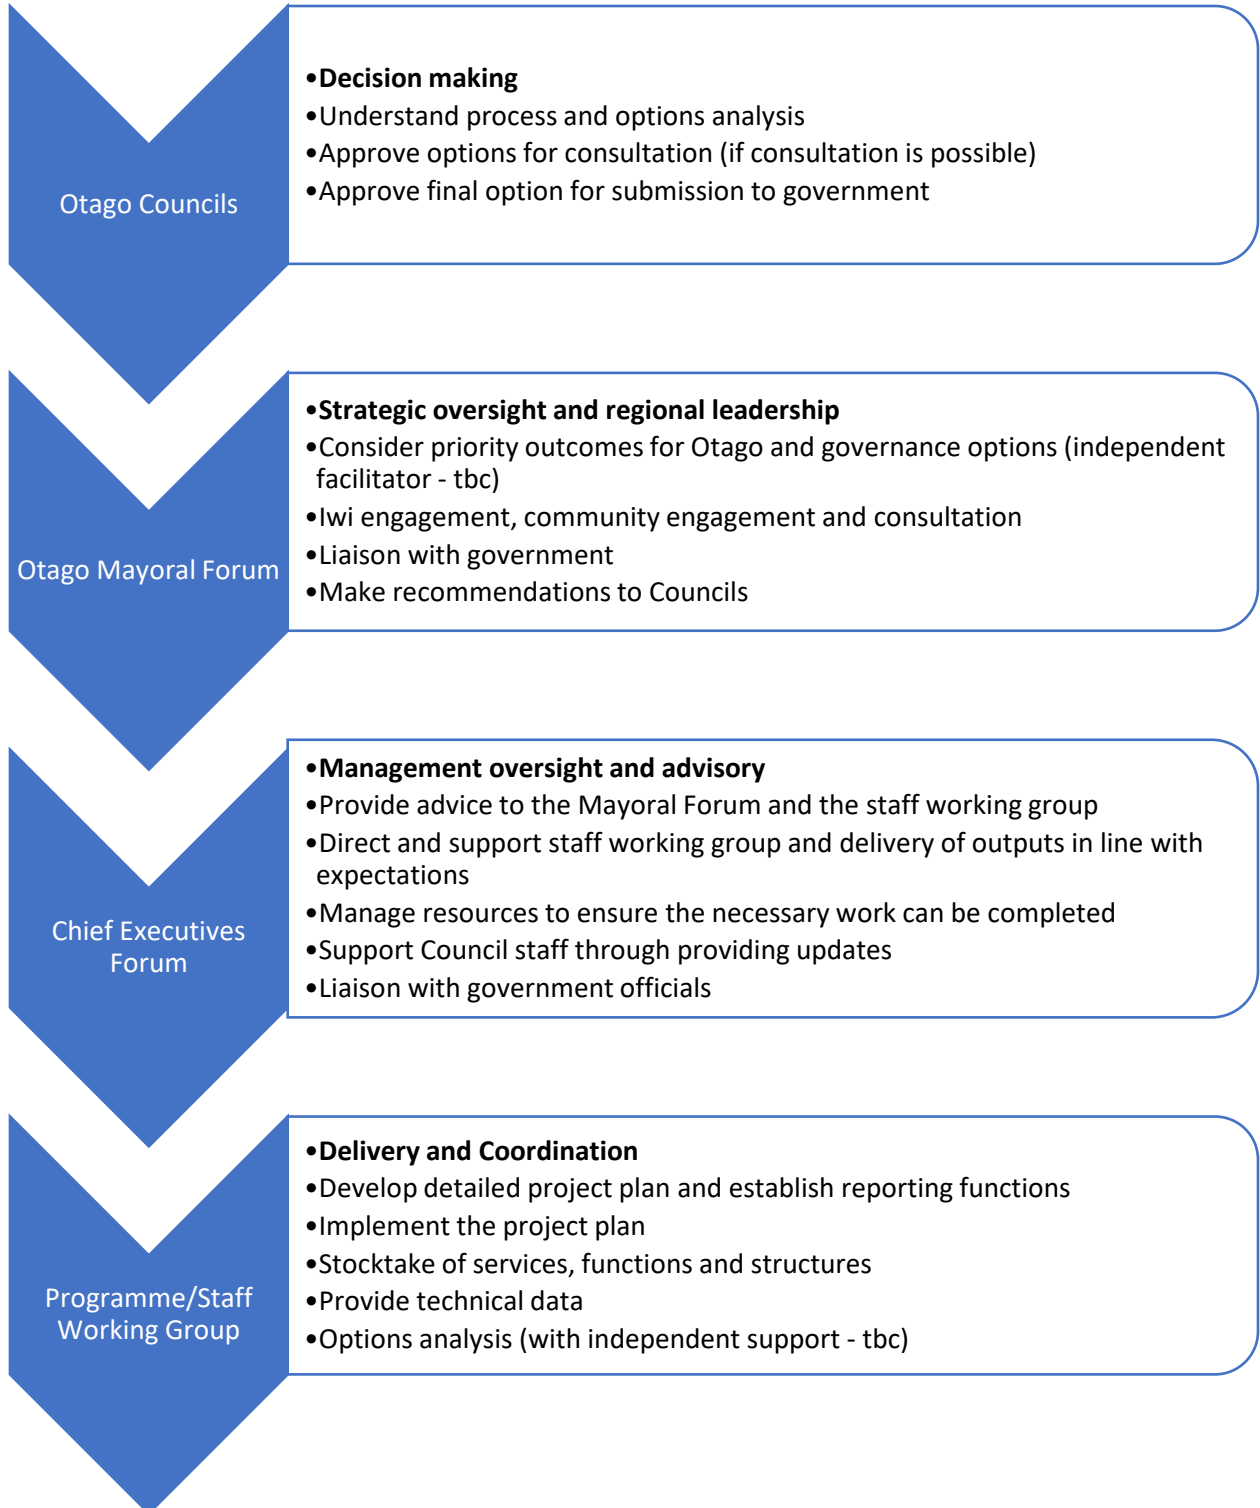 Otago Councils
•Decision making
•Understand process and options analysis
•Approve options for consultation (if consultation is possible)
•Approve final option for submission to government
Otago Mayoral Forum
•Strategic oversight and regional leadership
•Consider priority outcomes for Otago and governance options (independent
facilitator - tbc)
•Iwi engagement, community engagement and consultation
•Liaison with government
•Make recommendations to Councils
Chief Executives
Forum
•Management oversight and advisory
•Provide advice to the Mayoral Forum and the staff working group
•Direct and support staff working group and delivery of outputs in line with
expectations
•Manage resources to ensure the necessary work can be completed
•Support Council staff through providing updates
•Liaison with government officials
Programme/Staff
Working Group
•Delivery and Coordination
•Develop detailed project plan and establish reporting functions
•Implement the project plan
•Stocktake of services, functions and structures
•Provide technical data
•Options analysis (with independent support - tbc)